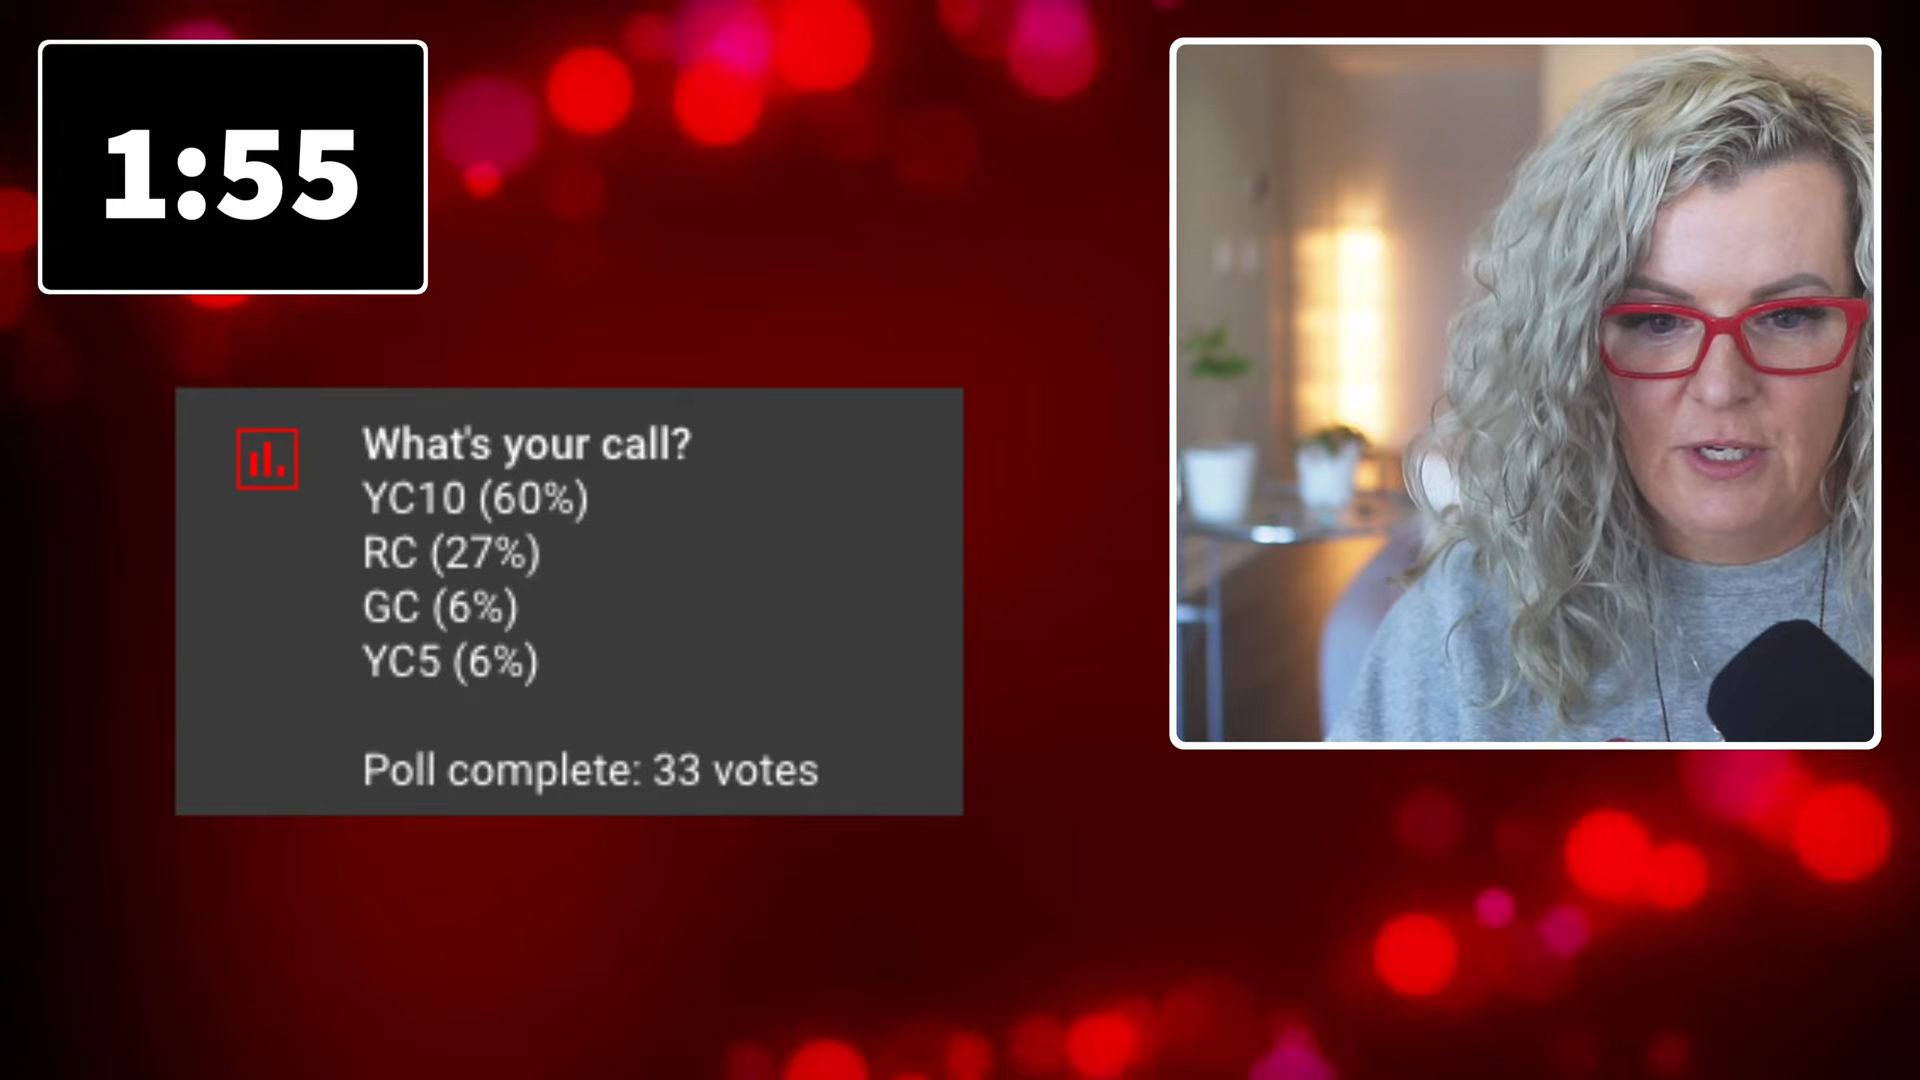 1:55
What's your call?
YC10 (60%)
RC (27%)
GC (6%)
YC5 (6%)
Poll complete: 33 votes